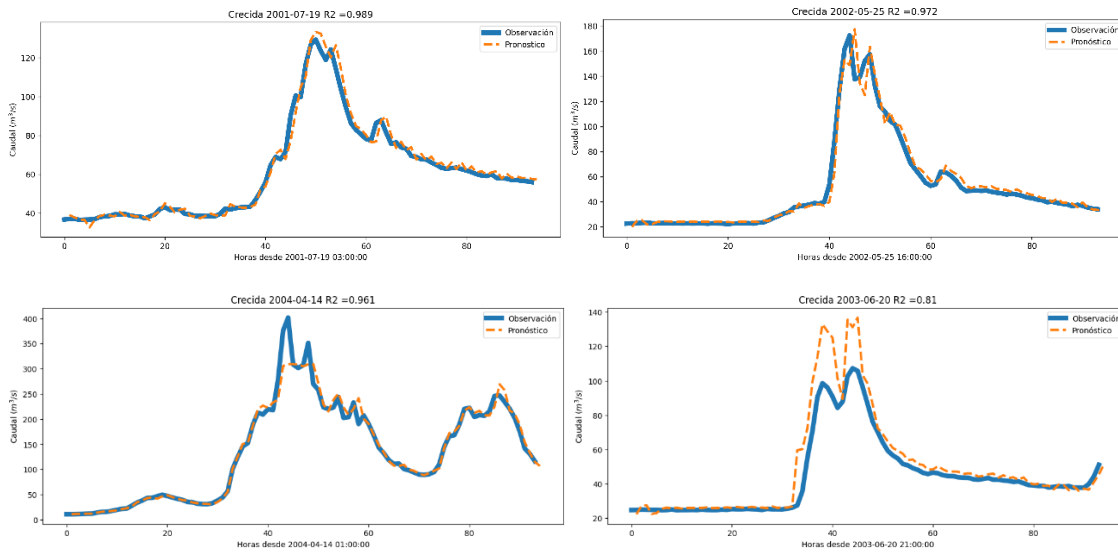 Crecida 2001-07-19 R2 =0.989
Observación
Pronostico
Caudal (m³/s)
120
100
80
60
40
0
20
40
60
80
Horas desde 2001-07-19 03:00:00
Crecida 2002-05-25 R2 =0.972
Observación
Pronóstico
Caudal (m³/s)
180
160
140
120
100
80
60
40
20
0
20
40
60
80
Horas desde 2002-05-25 16:00:00
Crecida 2004-04-14 R2 =0.961
Observación
Pronóstico
Caudal (m³/s)
400
350
300
250
200
150
100
50
0
0
20
40
60
80
Horas desde 2004-04-14 01:00:00
Crecida 2003-06-20 R2 =0.81
Observación
Pronóstico
Caudal (m³/s)
140
120
100
80
60
40
20
0
20
40
60
80
Horas desde 2003-06-20 21:00:00